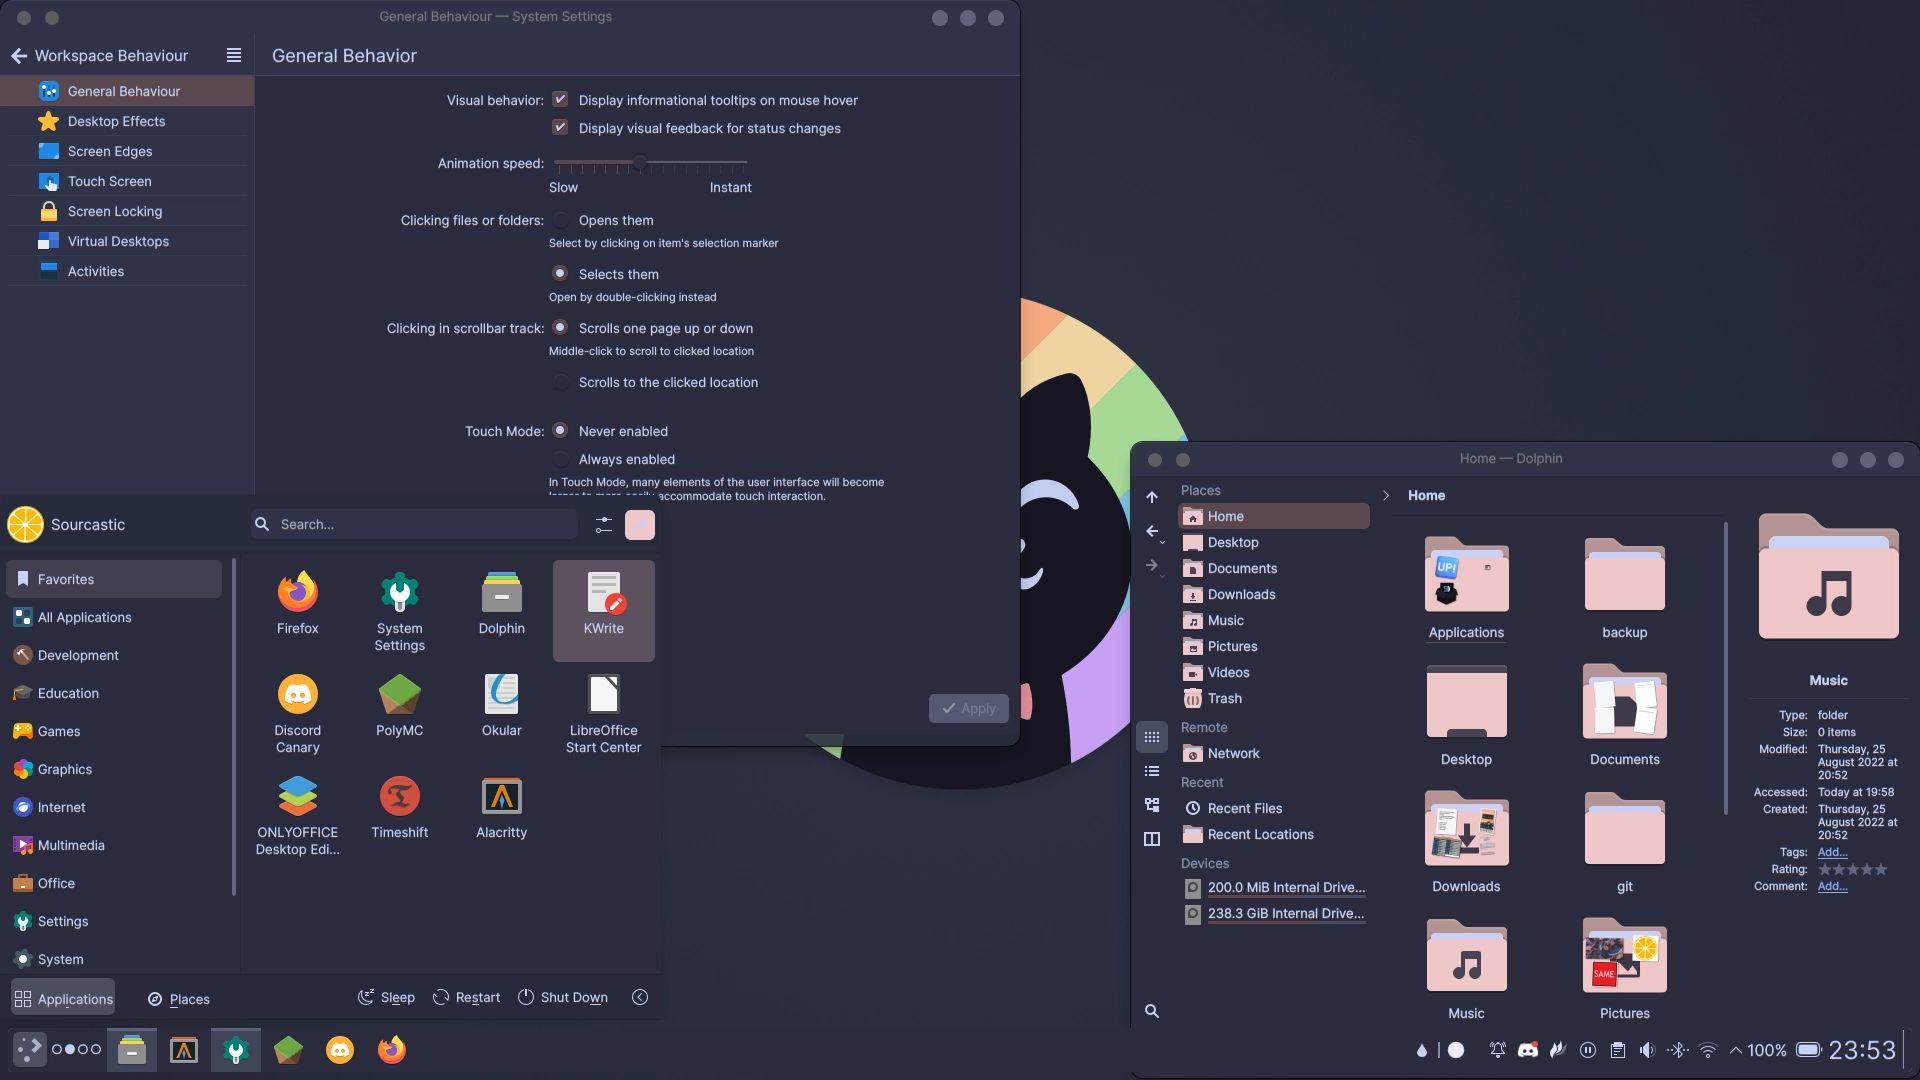 General Behaviour — System Settings
Workspace Behaviour
General Behavior
General Behaviour
Desktop Effects
Screen Edges
Touch Screen
Screen Locking
Virtual Desktops
Activities
Visual behavior:
Display informational tooltips on mouse hover
Display visual feedback for status changes
Animation speed:
Slow
Instant
Clicking files or folders:
Opens them
Select by clicking on item's selection marker
Selects them
Open by double-clicking instead
Clicking in scrollbar track:
Scrolls one page up or down
Middle-click to scroll to clicked location
Scrolls to the clicked location
Touch Mode:
Never enabled
Always enabled
In Touch Mode, many elements of the user interface will become
accommodate touch interaction.
Apply
Sourcastic
Search...
Favorites
All Applications
Development
Education
Games
Graphics
Internet
Multimedia
Office
Settings
System
Firefox
System
Settings
Dolphin
KWrite
Discord
Canary
PolyMC
Okular
LibreOffice
Start Center
ONLYOFFICE
Desktop Edi...
Timeshift
Alacritty
Applications
Places
Sleep
Restart
Shut Down
Home — Dolphin
Places
Home
Desktop
Documents
Downloads
Music
Pictures
Videos
Trash
Remote
Network
Recent
Recent Files
Recent Locations
Devices
200.0 MiB Internal Drive...
238.3 GiB Internal Drive...
Home
UP!
Applications
backup
Desktop
Documents
Downloads
git
Music
SAME
Pictures
Music
Type: folder
Size: 0 items
Modified: Thursday, 25
August 2022 at
20:52
Accessed: Today at 19:58
Created: Thursday, 25
August 2022 at
20:52
Tags: Add...
Rating:
Comment: Add...
100%
23:53